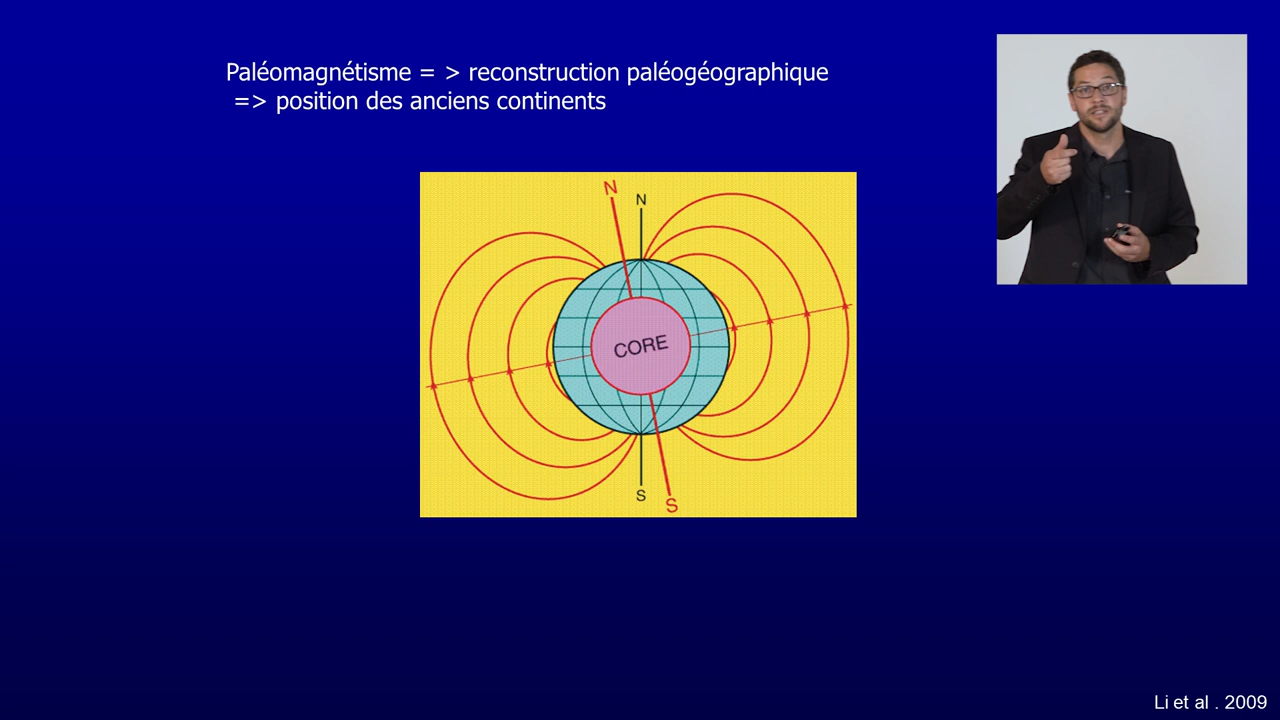 Paléomagnétisme = > reconstruction paléogéographique
=> position des anciens continents
N
N
CORE
S
S
Li et al . 2009